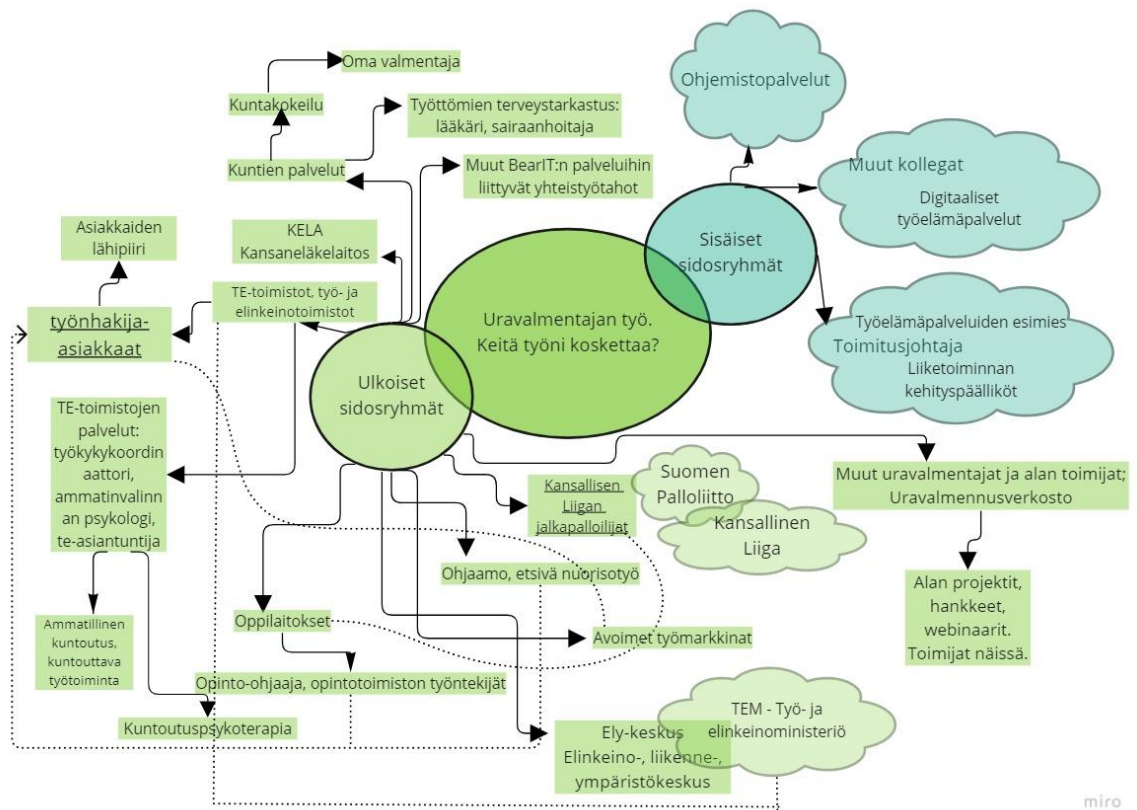 Oma valmentaja
Kuntakokeilu
Työttömien terveystarkastus:
lääkäri, sairaanhoitaja
Kuntien palvelut
Muut BearIT:n palveluihin
liittyvät yhteistyötahot
Ohjemistopalvelut
Muut kollegat
Digitaaliset
työelämäpalvelut
Asiakkaiden
lähipiiri
KELA
Kansaneläkelaitos
Sisäiset
sidosryhmät
TE-toimistot, työ- ja
elinkeinotoimistot
työnhakija-
asiakkaat
Uravalmentajan työ.
Keitä työni koskettaa?
Työelämäpalveluiden esimies
Toimitusjohtaja
Liiketoiminnan
kehityspäälliköt
Ulkoiset
sidosryhmät
TE-toimistojen
palvelut:
työkykykoordin
aattori,
ammatinvalinn
an psykologi,
te-asiantuntija
Kansallisen
Liigan
jalkapalloilijat
Suomen
Palloliitto
Kansallinen
Liiga
Muut uravalmentajat ja alan toimijat;
Uravalmennusverkosto
Ohjaamo, etsivä nuorisotyö
Alan projektit,
hankkeet,
webinaarit.
Toimijat näissä.
Ammatillinen
kuntoutus,
kuntouttava
työtoiminta
Oppilaitokset
Avoimet työmarkkinat
Opinto-ohjaaja, opintotoimiston työntekijät
Kuntoutuspsykoterapia
Ely-keskus
Elinkeino-, liikenne-,
ympäristökeskus
TEM - Työ- ja
elinkeinoministeriö
miro